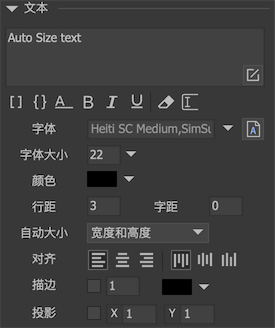 文本
Auto Size text
[] {} A B I U
字体 Heiti SC Medium,SimSu A
字体大小 22
颜色
行距 3 字距 0
自动大小 宽度和高度
对齐
描边 1
投影 X 1 Y 1